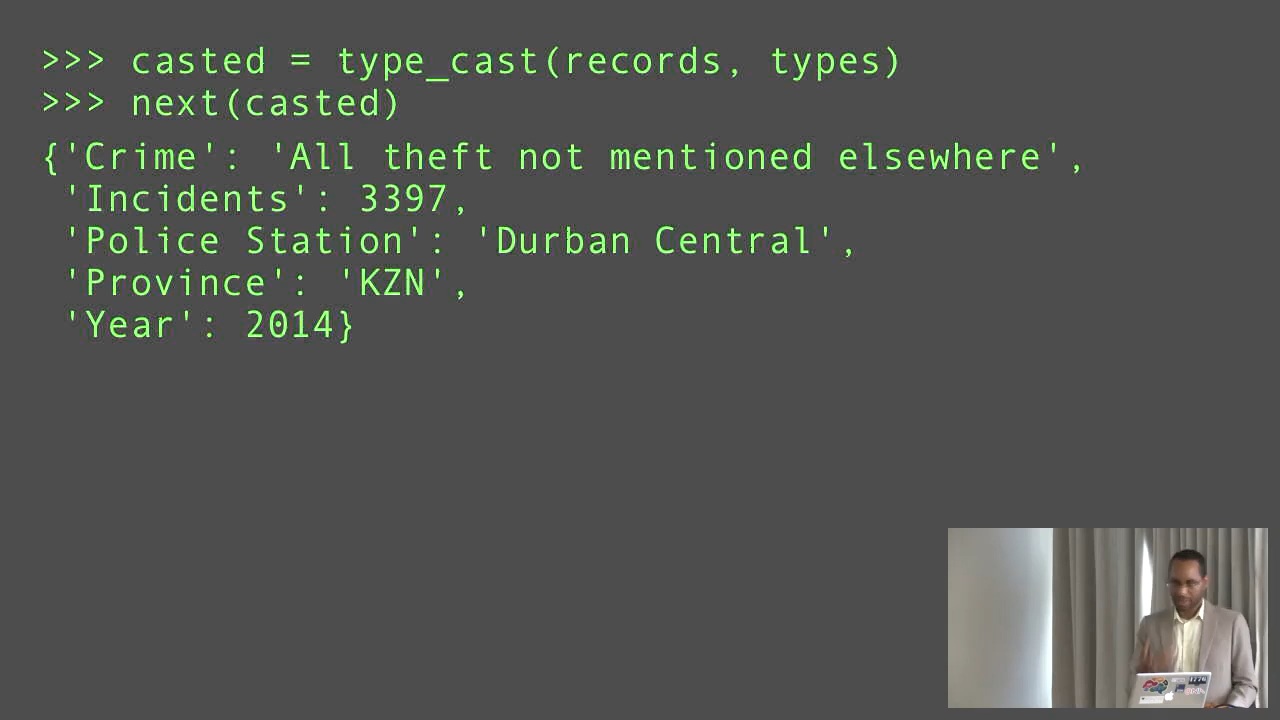 >>> casted = type_cast(records, types)
>>> next(casted)
{'Crime': 'All theft not mentioned elsewhere',
 'Incidents': 3397,
 'Police Station': 'Durban Central',
 'Province': 'KZN',
 'Year': 2014}